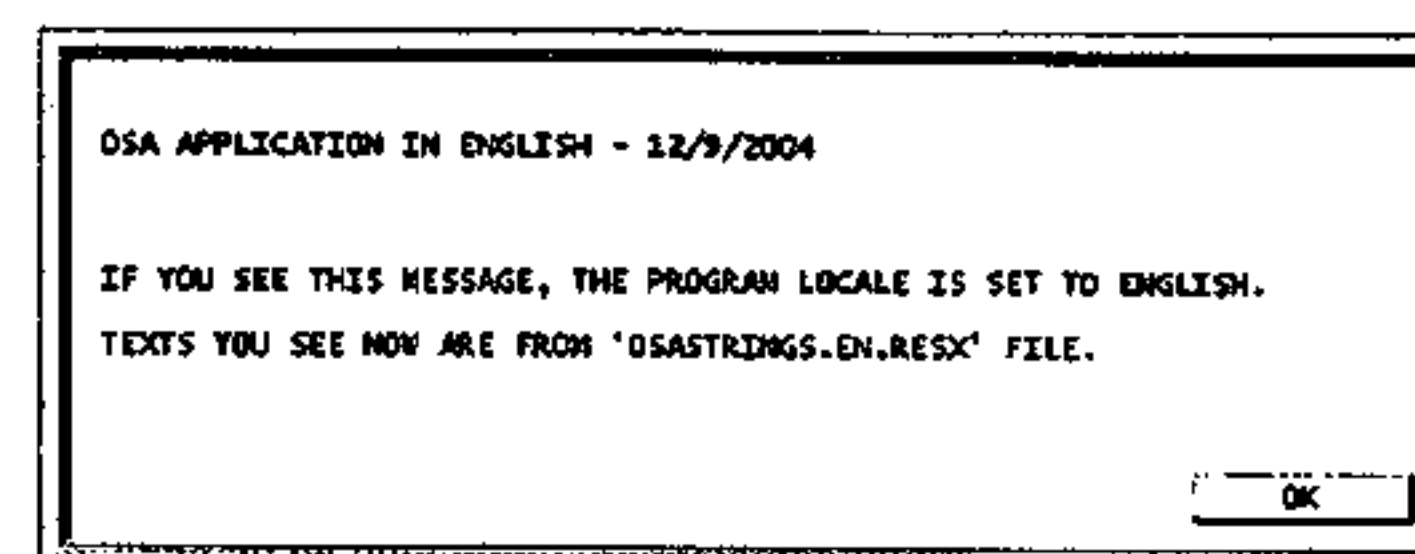 OSA APPLICATION IN ENGLISH - 12/9/2004
IF YOU SEE THIS MESSAGE, THE PROGRAM LOCALE IS SET TO ENGLISH.
TEXTS YOU SEE NOW ARE FROM 'OSASTRINGS.EN.RESX' FILE.
OK